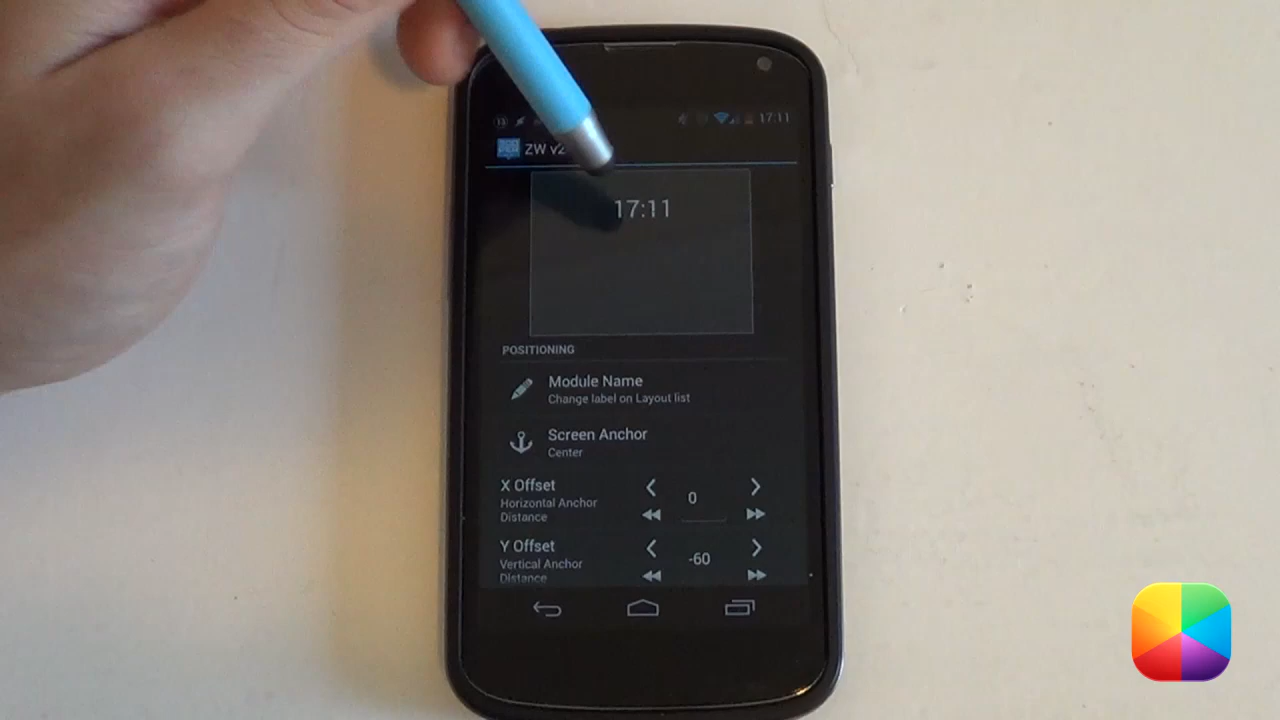 17:11
ZW v2
17:11
POSITIONING
Module Name
Change label on Layout list
Screen Anchor
Center
X Offset
Horizontal Anchor
Distance
0
Y Offset
Vertical Anchor
Distance
-60